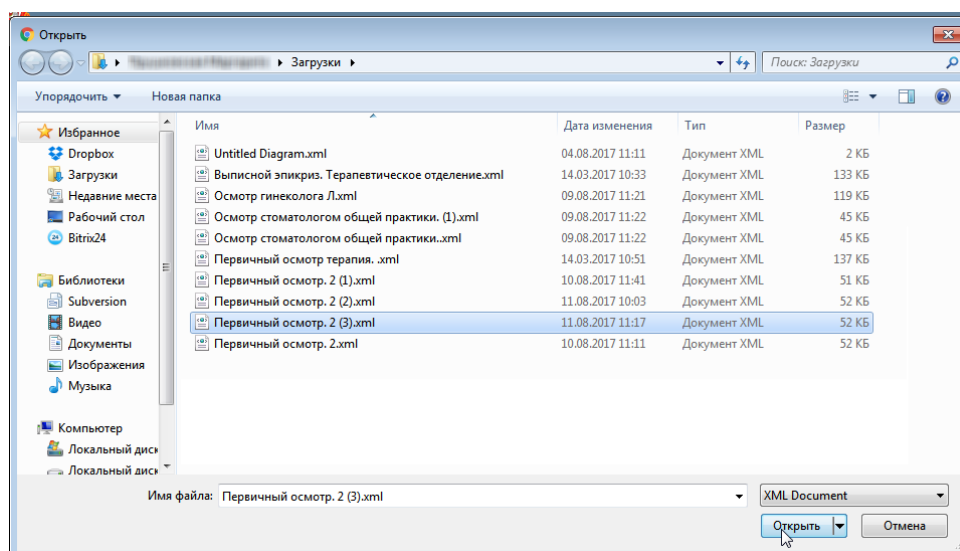 Открыть
Загрузки
Поиск: Загрузки
Упорядочить
Новая папка
Избранное
Dropbox
Загрузки
Недавние места
Рабочий стол
Bitrix24
Библиотеки
Subversion
Видео
Документы
Изображения
Музыка
Компьютер
Локальный диск
Локальный диск
Имя Дата изменения Тип Размер
Untitled Diagram.xml 04.08.2017 11:11 Документ XML 2 КБ
Выписной эпикриз. Терапевтическое отделение.xml 14.03.2017 10:33 Документ XML 133 КБ
Осмотр гинеколога Л.xml 09.08.2017 11:21 Документ XML 119 КБ
Осмотр стоматологом общей практики. (1).xml 09.08.2017 11:22 Документ XML 45 КБ
Осмотр стоматологом общей практики..xml 09.08.2017 11:22 Документ XML 45 КБ
Первичный осмотр терапия. .xml 14.03.2017 10:51 Документ XML 137 КБ
Первичный осмотр. 2 (1).xml 10.08.2017 11:41 Документ XML 51 КБ
Первичный осмотр. 2 (2).xml 11.08.2017 10:03 Документ XML 52 КБ
Первичный осмотр. 2 (3).xml 11.08.2017 11:17 Документ XML 52 КБ
Первичный осмотр. 2.xml 10.08.2017 11:11 Документ XML 52 КБ
Имя файла: Первичный осмотр. 2 (3).xml
XML Document
Открыть
Отмена